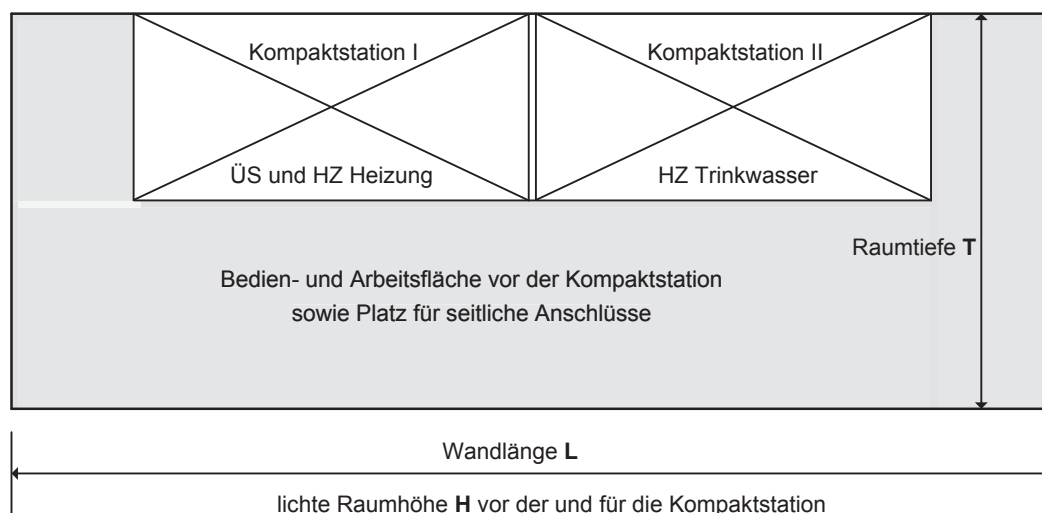 Kompaktstation I
Kompaktstation II
ÜS und HZ Heizung
HZ Trinkwasser
Raumtiefe T
Bedien- und Arbeitsfläche vor der Kompaktstation
sowie Platz für seitliche Anschlüsse
Wandlänge L
lichte Raumhöhe H vor der und für die Kompaktstation